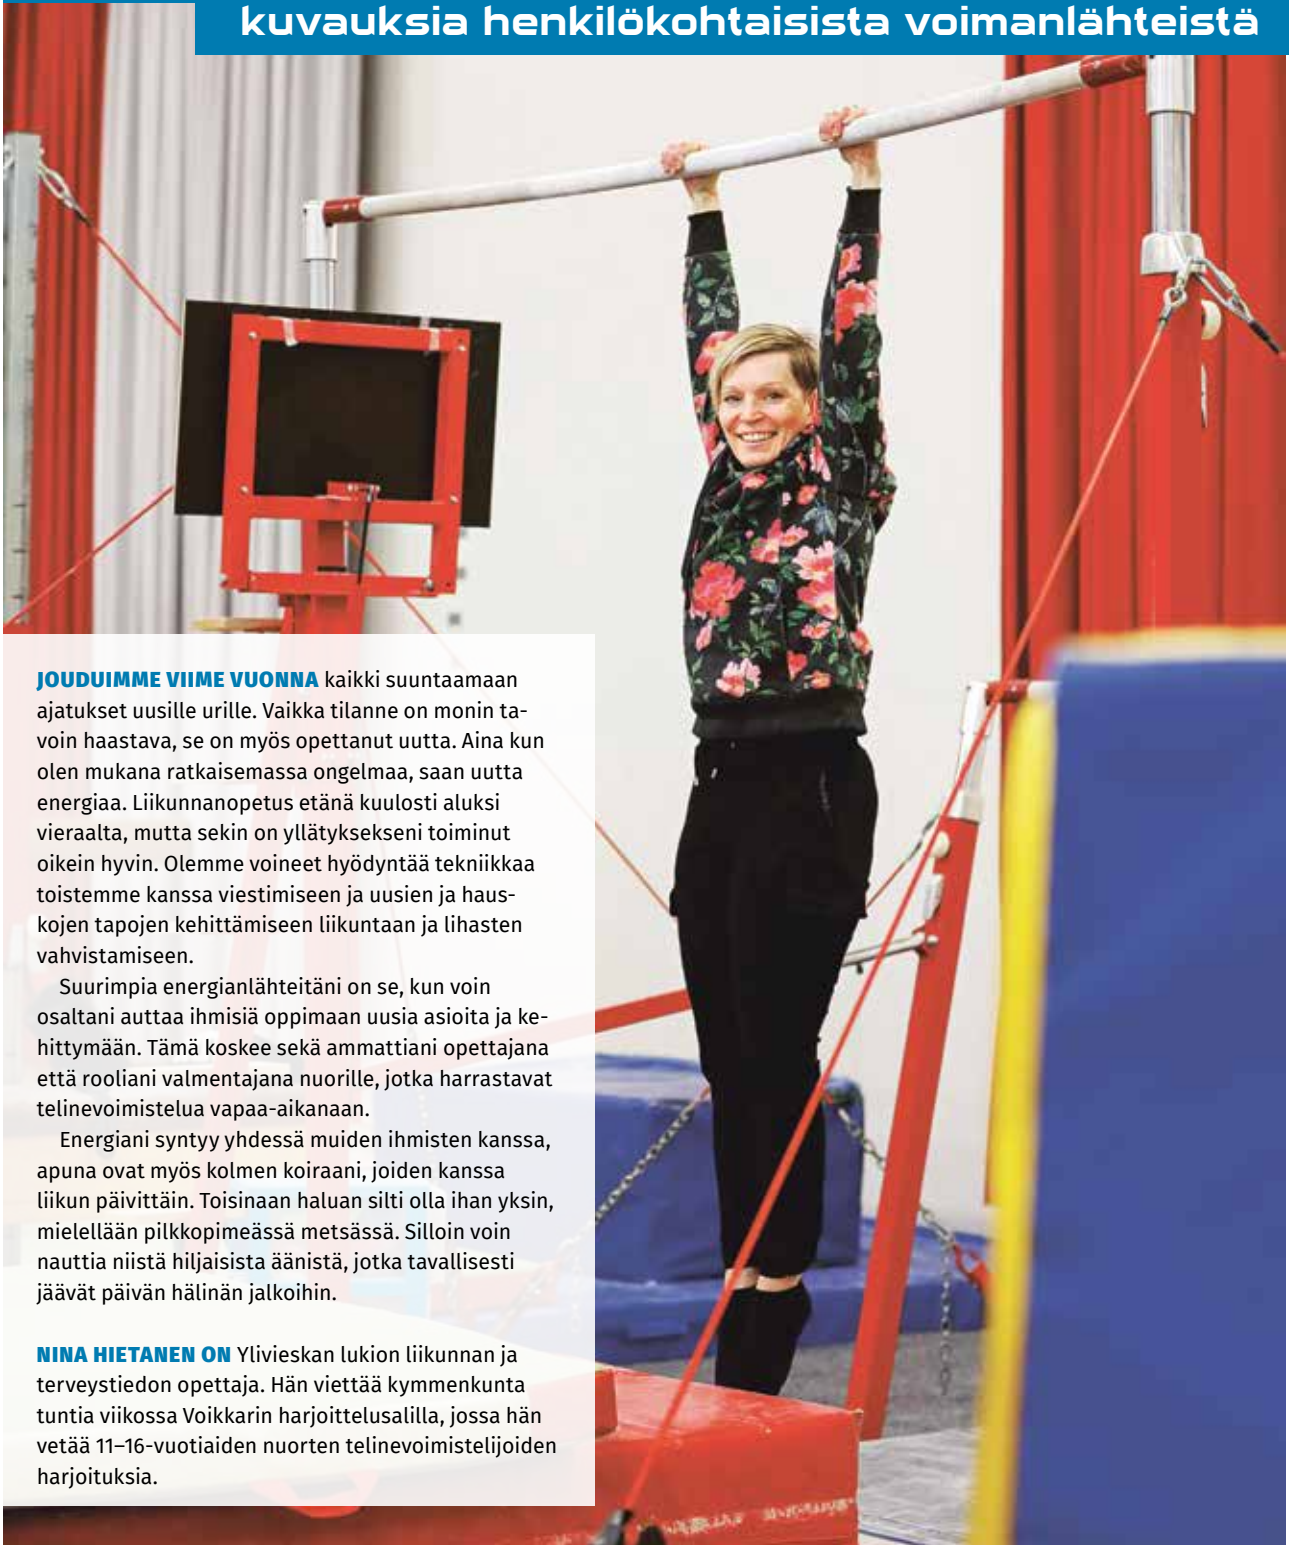 kuvauksia henkilökohtaisista voimanlähteistä
JOUDUIMME VIIME VUONNA kaikki suuntaamaan
ajatukset uusille urille. Vaikka tilanne on monin ta-
voin haastava, se on myös opettanut uutta. Aina kun
olen mukana ratkaisemassa ongelmaa, saan uutta
energiaa. Liikunnanopetus etänä kuulosti aluksi
vieraalta, mutta sekin on yllätyksekseni toiminut
oikein hyvin. Olemme voineet hyödyntää tekniikkaa
toistemme kanssa viestimiseen ja uusien ja haus-
kojen tapojen kehittämiseen liikuntaan ja lihasten
vahvistamiseen.
Suurimpia energianlähteitäni on se, kun voin
osaltani auttaa ihmisiä oppimaan uusia asioita ja ke-
hittymään. Tämä koskee sekä ammattiani opettajana
että rooliani valmentajana nuorille, jotka harrastavat
telinevoimistelua vapaa-aikanaan.
Energiani syntyy yhdessä muiden ihmisten kanssa,
apuna ovat myös kolmen koiraani, joiden kanssa
liikun päivittäin. Toisinaan haluan silti olla ihan yksin,
mielellään pilkkopimeässä metsässä. Silloin voin
nauttia niistä hiljaisista äänistä, jotka tavallisesti
jäävät päivän hälinän jalkoihin.
NINA HIETANEN ON Ylivieskan lukion liikunnan ja
terveystiedon opettaja. Hän viettää kymmenkunta
tuntia viikossa Voikkarin harjoittelusalilla, jossa hän
vetää 11–16-vuotiaiden nuorten telinevoimistelijoiden
harjoituksia.